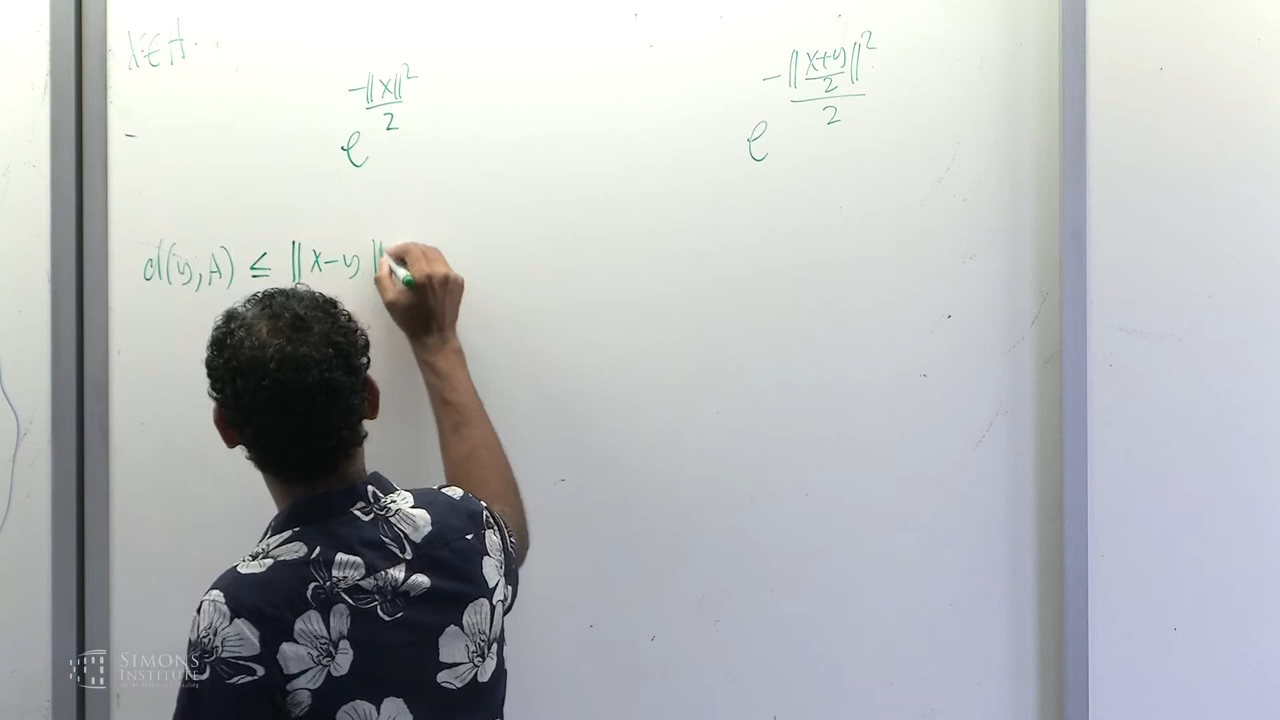 x ∈ A
e^{-||x||²/2}
e^{-||(x+y)/2||²/2}
d(y, A) ≤ ||x-y||
SIMONS
INSTITUTE